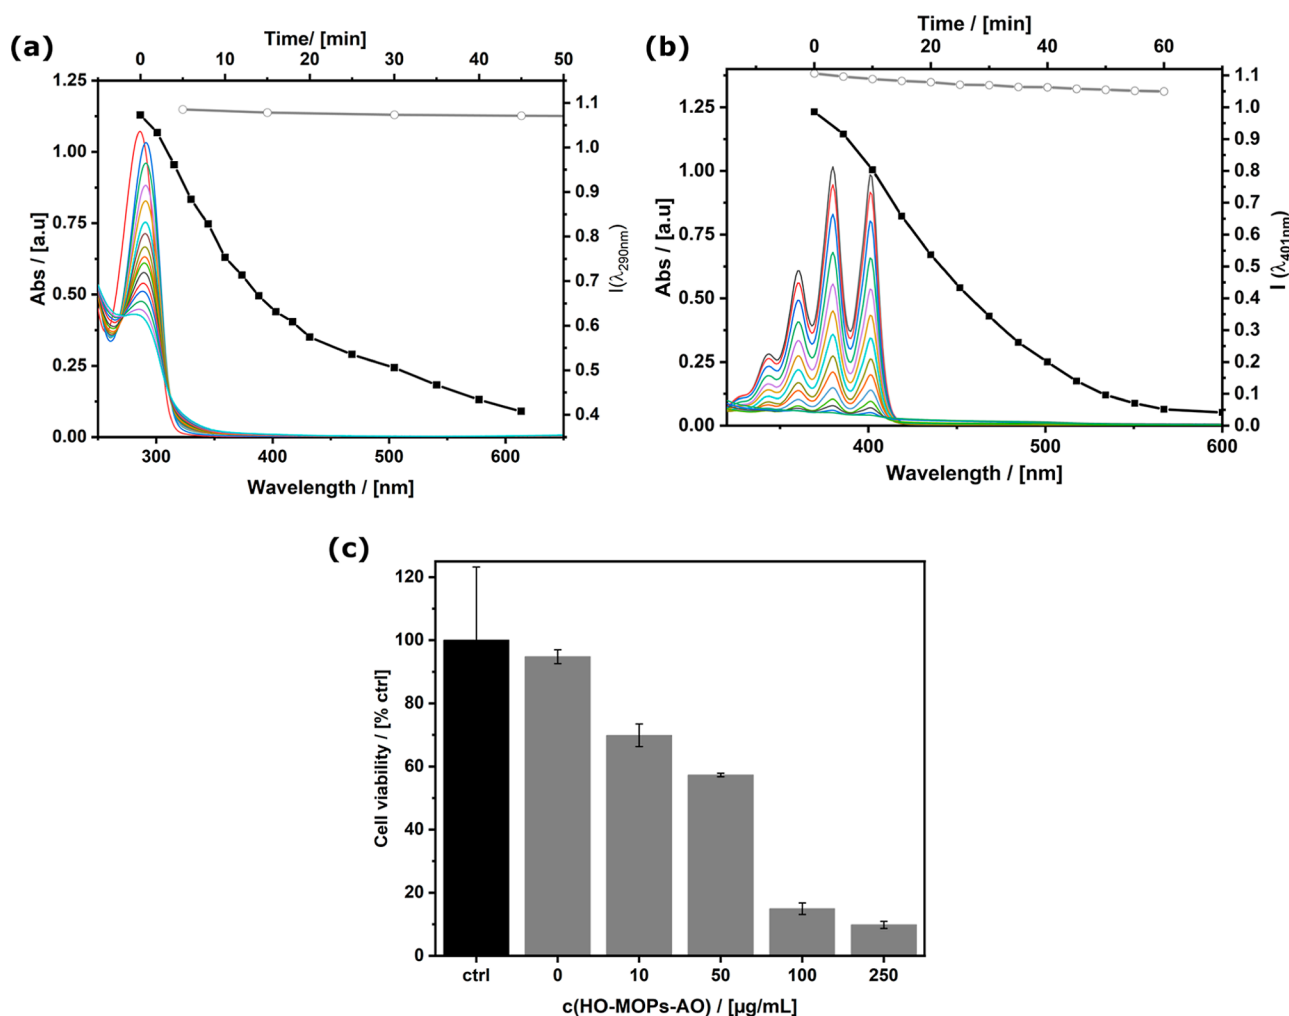 (a)
Time/ [min]
0 10 20 30 40 50
1.25
1.00
0.75
0.50
0.25
0.00
Abs / [a.u]
1.1
1.0
0.9
0.8
0.7
0.6
0.5
0.4
I(λ290nm)
300 400 500 600
Wavelength / [nm]
(b)
Time / [min]
0 20 40 60
1.25
1.00
0.75
0.50
0.25
0.00
Abs / [a.u]
1.1
1.0
0.9
0.8
0.7
0.6
0.5
0.4
0.3
0.2
0.1
0.0
I (λ401nm)
400 500 600
Wavelength / [nm]
(c)
120
100
80
60
40
20
0
Cell viability / [% ctrl]
ctrl 0 10 50 100 250
c(HO-MOPs-AO) / [µg/mL]